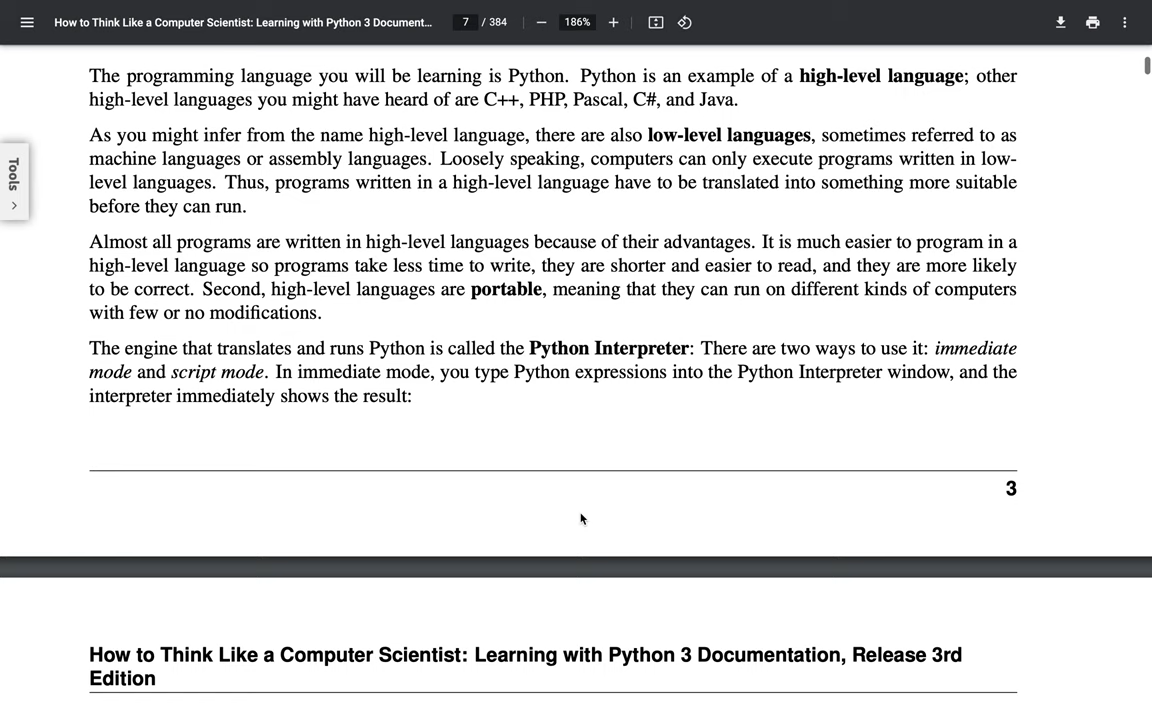 How to Think Like a Computer Scientist: Learning with Python 3 Document... 7 / 384 186%
The programming language you will be learning is Python. Python is an example of a high-level language; other
high-level languages you might have heard of are C++, PHP, Pascal, C#, and Java.
As you might infer from the name high-level language, there are also low-level languages, sometimes referred to as
machine languages or assembly languages. Loosely speaking, computers can only execute programs written in low-
level languages. Thus, programs written in a high-level language have to be translated into something more suitable
before they can run.
Tools
Almost all programs are written in high-level languages because of their advantages. It is much easier to program in a
high-level language so programs take less time to write, they are shorter and easier to read, and they are more likely
to be correct. Second, high-level languages are portable, meaning that they can run on different kinds of computers
with few or no modifications.
The engine that translates and runs Python is called the Python Interpreter: There are two ways to use it: immediate
mode and script mode. In immediate mode, you type Python expressions into the Python Interpreter window, and the
interpreter immediately shows the result:
3
How to Think Like a Computer Scientist: Learning with Python 3 Documentation, Release 3rd
Edition